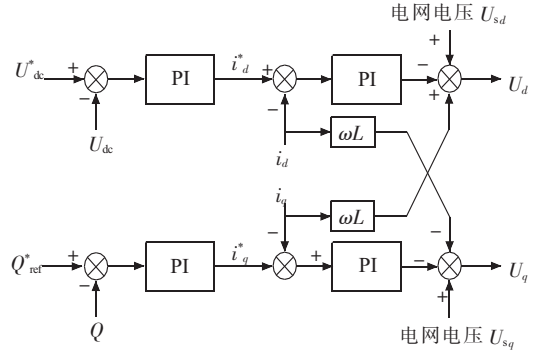 电网电压 U_sd
+
U*_dc + PI i*_d + PI − U_d
− − +
U_dc ωL
i_d
i_q ωL
− −
Q*_ref + PI i*_q + PI − U_q
− +
Q 电网电压 U_sq